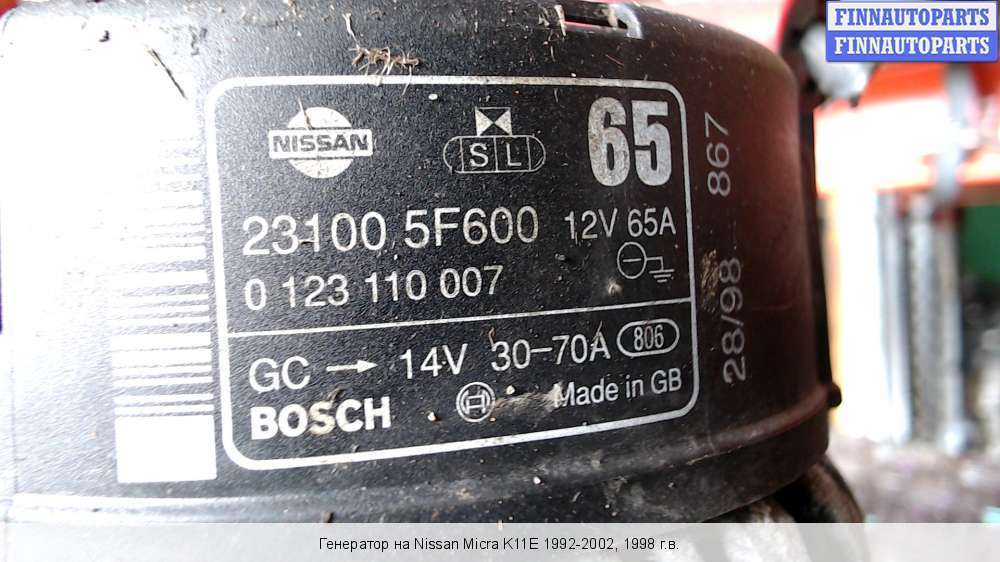 FINNAUTOPARTS
FINNAUTOPARTS
NISSAN
S L
65
23100 5F600 12V 65A
0 123 110 007
GC → 14V 30-70A 806
BOSCH
Made in GB
28/98 867
Генератор на Nissan Micra K11E 1992-2002, 1998 г.в.